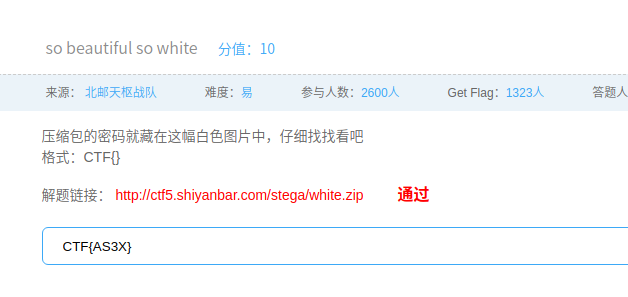 so beautiful so white 分值：10
来源： 北邮天枢战队 难度：易 参与人数：2600人 Get Flag：1323人 答题人
压缩包的密码就藏在这幅白色图片中，仔细找找看吧
格式：CTF{}
解题链接： http://ctf5.shiyanbar.com/stega/white.zip 通过
CTF{AS3X}